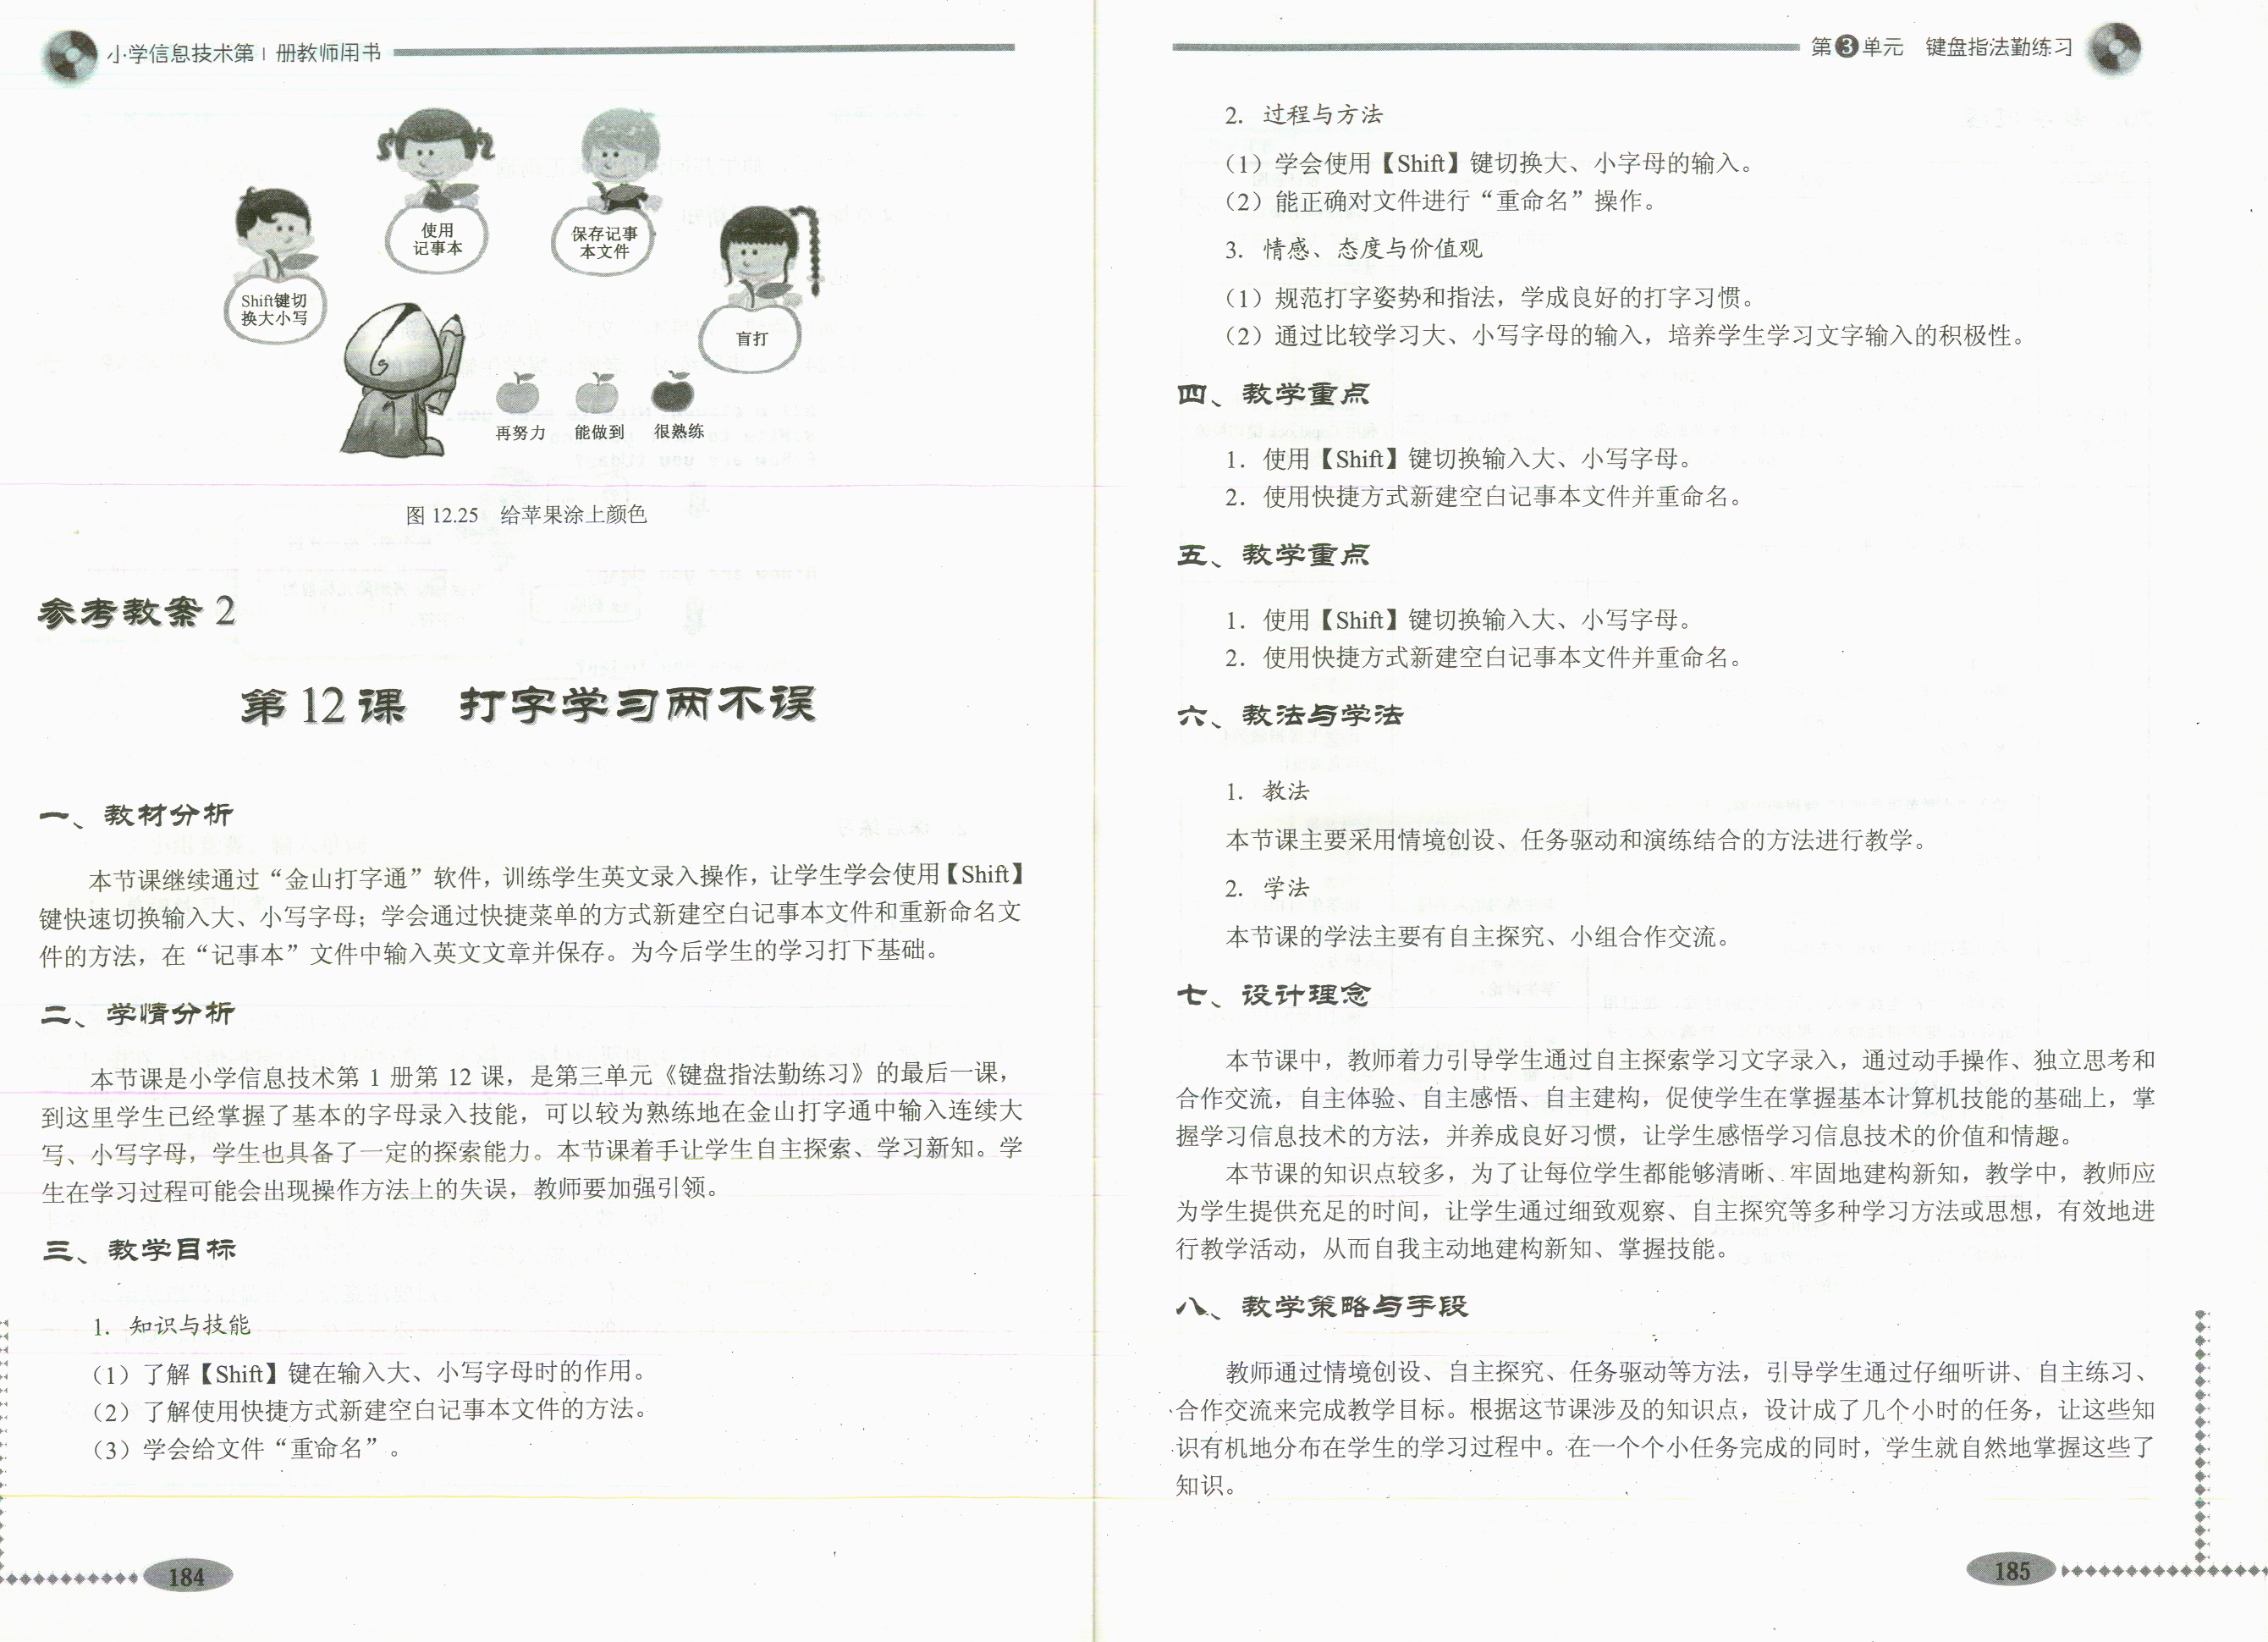 小学信息技术第1册教师用书
使用
记事本
保存记事
本文件
Shift键切
换大小写
盲打
再努力 能做到 很熟练
图 12.25 给苹果涂上颜色
参考教案 2
第 12 课 打字学习两不误
一、教材分析
本节课继续通过“金山打字通”软件，训练学生英文录入操作，让学生学会使用【Shift】
键快速切换输入大、小写字母；学会通过快捷菜单的方式新建空白记事本文件和重新命名文
件的方法，在“记事本”文件中输入英文文章并保存。为今后学生的学习打下基础。
二、学情分析
本节课是小学信息技术第 1 册第 12 课，是第三单元《键盘指法勤练习》的最后一课，
到这里学生已经掌握了基本的字母录入技能，可以较为熟练地在金山打字通中输入连续大
写、小写字母，学生也具备了一定的探索能力。本节课着手让学生自主探索、学习新知。学
生在学习过程可能会出现操作方法上的失误，教师要加强引领。
三、教学目标
1. 知识与技能
（1）了解【Shift】键在输入大、小写字母时的作用。
（2）了解使用快捷方式新建空白记事本文件的方法。
（3）学会给文件“重命名”。
184
第3单元 键盘指法勤练习
2. 过程与方法
（1）学会使用【Shift】键切换大、小字母的输入。
（2）能正确对文件进行“重命名”操作。
3. 情感、态度与价值观
（1）规范打字姿势和指法，学成良好的打字习惯。
（2）通过比较学习大、小写字母的输入，培养学生学习文字输入的积极性。
四、教学重点
1. 使用【Shift】键切换输入大、小写字母。
2. 使用快捷方式新建空白记事本文件并重命名。
五、教学重点
1. 使用【Shift】键切换输入大、小写字母。
2. 使用快捷方式新建空白记事本文件并重命名。
六、教法与学法
1. 教法
本节课主要采用情境创设、任务驱动和演练结合的方法进行教学。
2. 学法
本节课的学法主要有自主探究、小组合作交流。
七、设计理念
本节课中，教师着力引导学生通过自主探索学习文字录入，通过动手操作、独立思考和
合作交流，自主体验、自主感悟、自主建构，促使学生在掌握基本计算机技能的基础上，掌
握学习信息技术的方法，并养成良好习惯，让学生感悟学习信息技术的价值和情趣。
本节课的知识点较多，为了让每位学生都能够清晰、牢固地建构新知，教学中，教师应
为学生提供充足的时间，让学生通过细致观察、自主探究等多种学习方法或思想，有效地进
行教学活动，从而自我主动地建构新知、掌握技能。
八、教学策略与手段
教师通过情境创设、自主探究、任务驱动等方法，引导学生通过仔细听讲、自主练习、
合作交流来完成教学目标。根据这节课涉及的知识点，设计成了几个小时的任务，让这些知
识有机地分布在学生的学习过程中。在一个个小任务完成的同时，学生就自然地掌握这些了
知识。
185